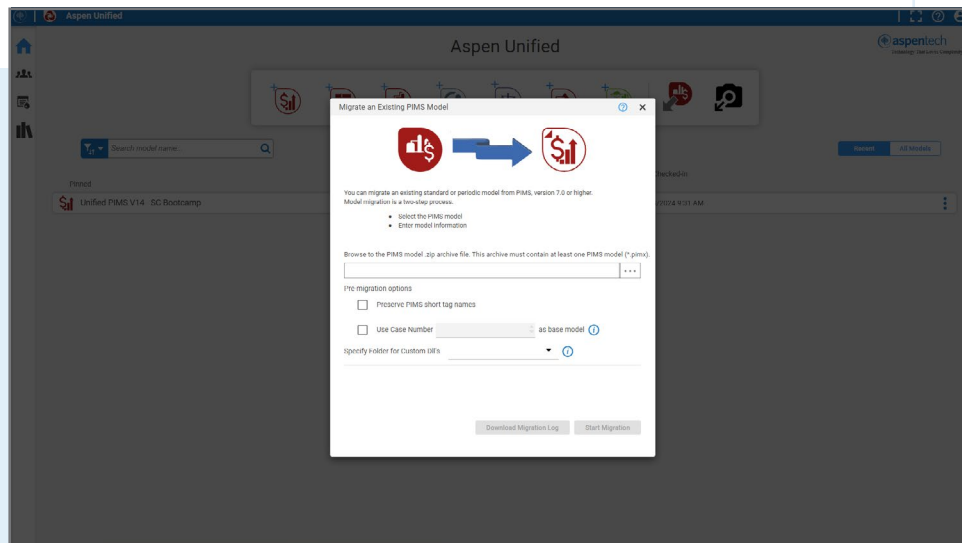 Aspen Unified
Aspen Unified
aspentech
Migrate an Existing PIMS Model
Search model name...
Recent
All Models
You can migrate an existing standard or periodic model from PIMS, version 7.0 or higher.
Model migration is a two-step process.
Select the PIMS model
Enter model information
Checked-in
Pinned
Unified PIMS V14 - SC Bootcamp
/2024 9:31 AM
Browse to the PIMS model .zip archive file. This archive must contain at least one PIMS model (*.pimx).
Pre migration options
Preserve PIMS short tag names
Use Case Number
as base model
Specify Folder for Custom Dll's
Download Migration Log
Start Migration